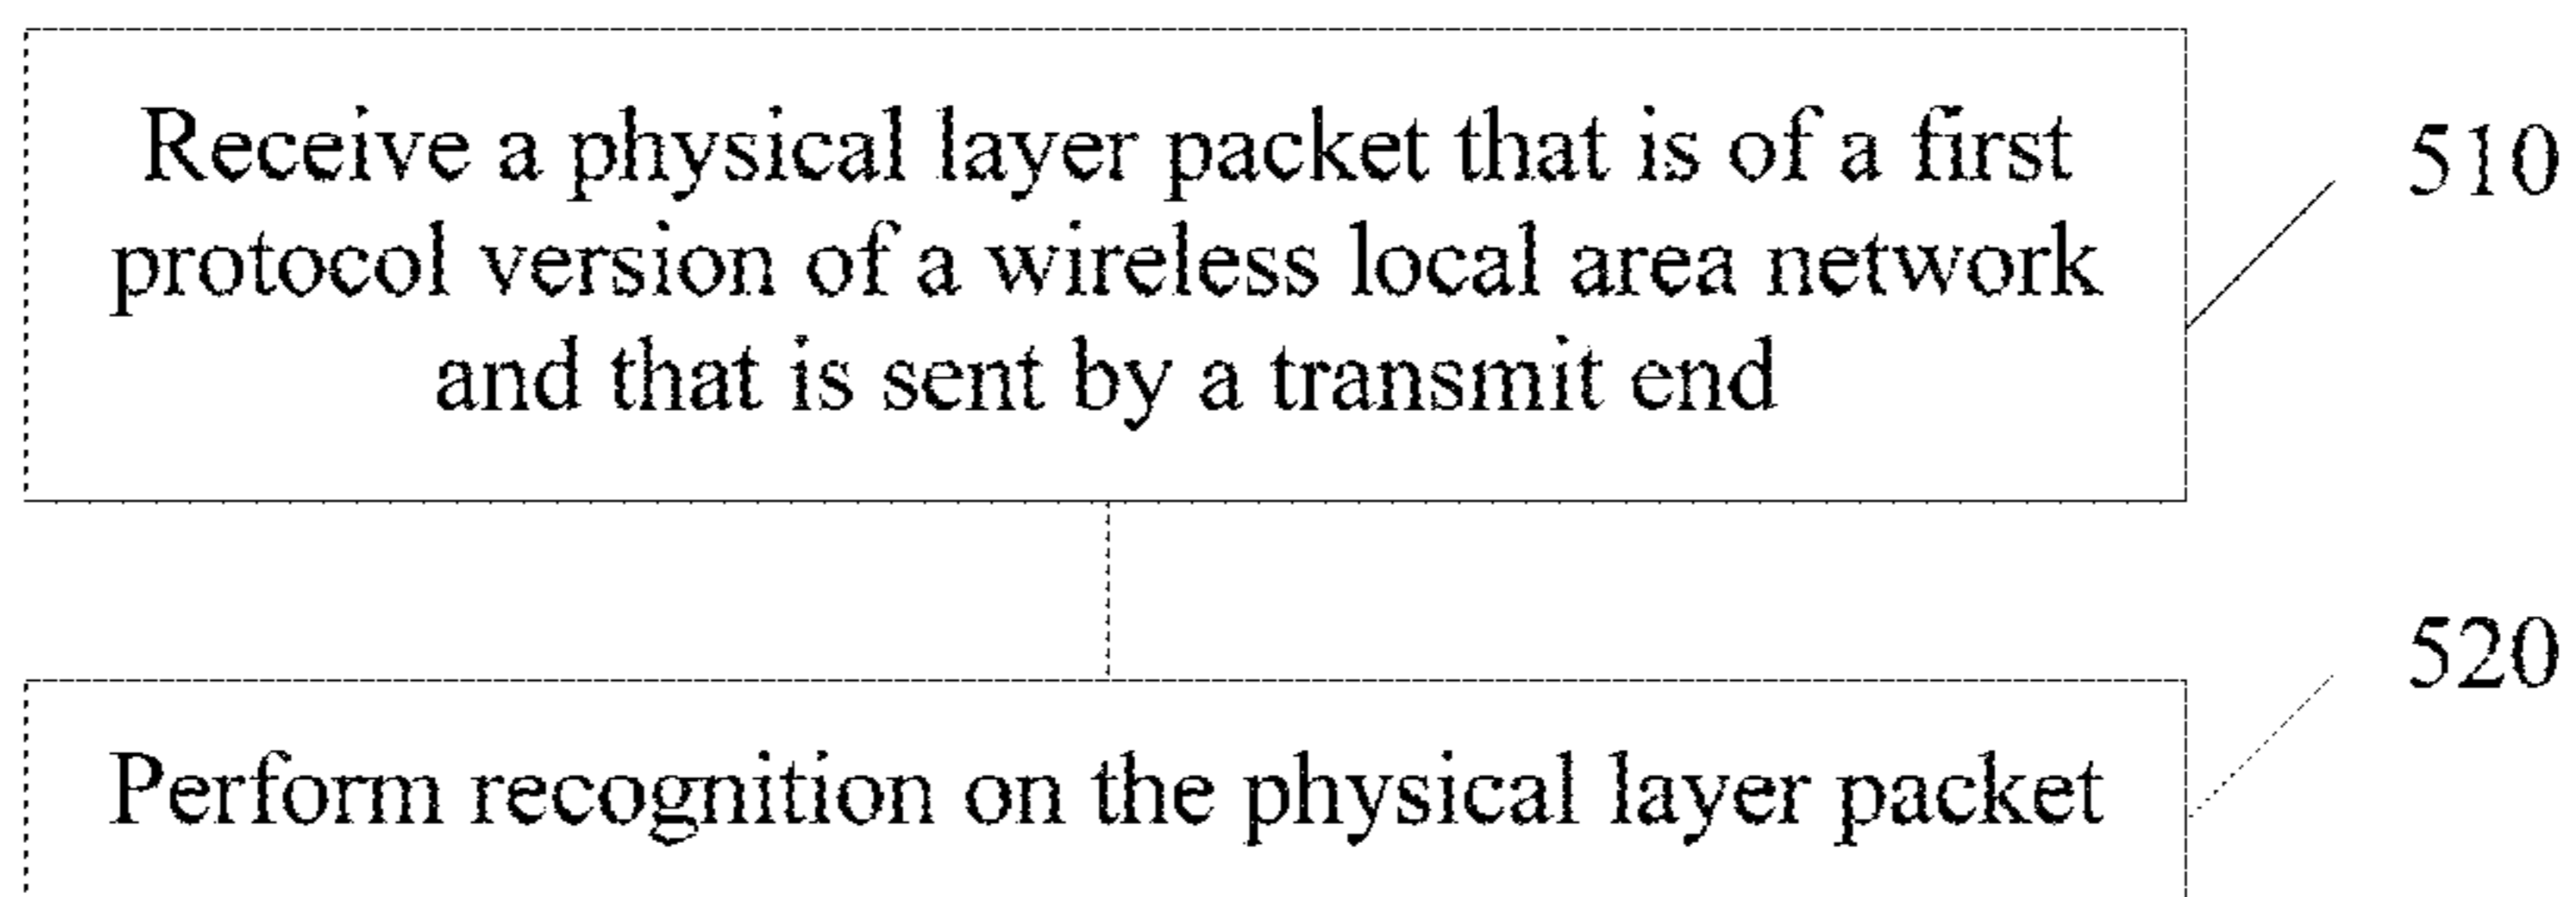 Receive a physical layer packet that is of a first
protocol version of a wireless local area network
and that is sent by a transmit end
510
520
Perform recognition on the physical layer packet